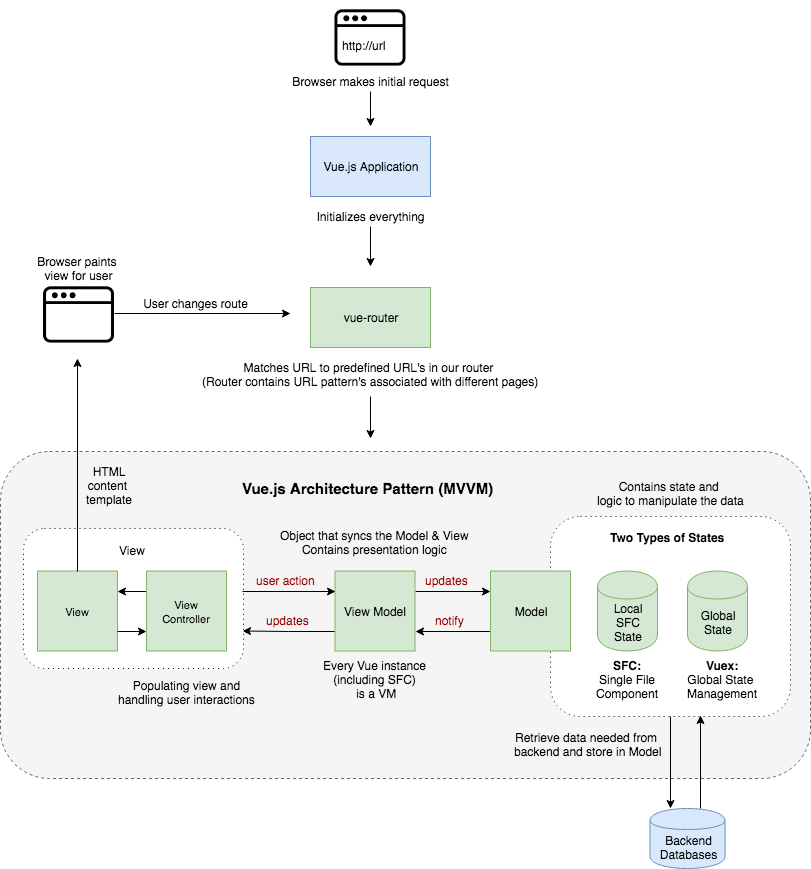 http://url
Browser makes initial request
Vue.js Application
Initializes everything
Browser paints
view for user
User changes route
vue-router
Matches URL to predefined URL's in our router
(Router contains URL pattern's associated with different pages)
HTML
content
template
Vue.js Architecture Pattern (MVVM)
Contains state and
logic to manipulate the data
View
Object that syncs the Model & View
Contains presentation logic
Two Types of States
View
View
Controller
user action
updates
View Model
updates
notify
Model
Local
SFC
State
Global
State
SFC:
Single File
Component
Vuex:
Global State
Management
Populating view and
handling user interactions
Every Vue instance
(including SFC)
is a VM
Retrieve data needed from
backend and store in Model
Backend
Databases